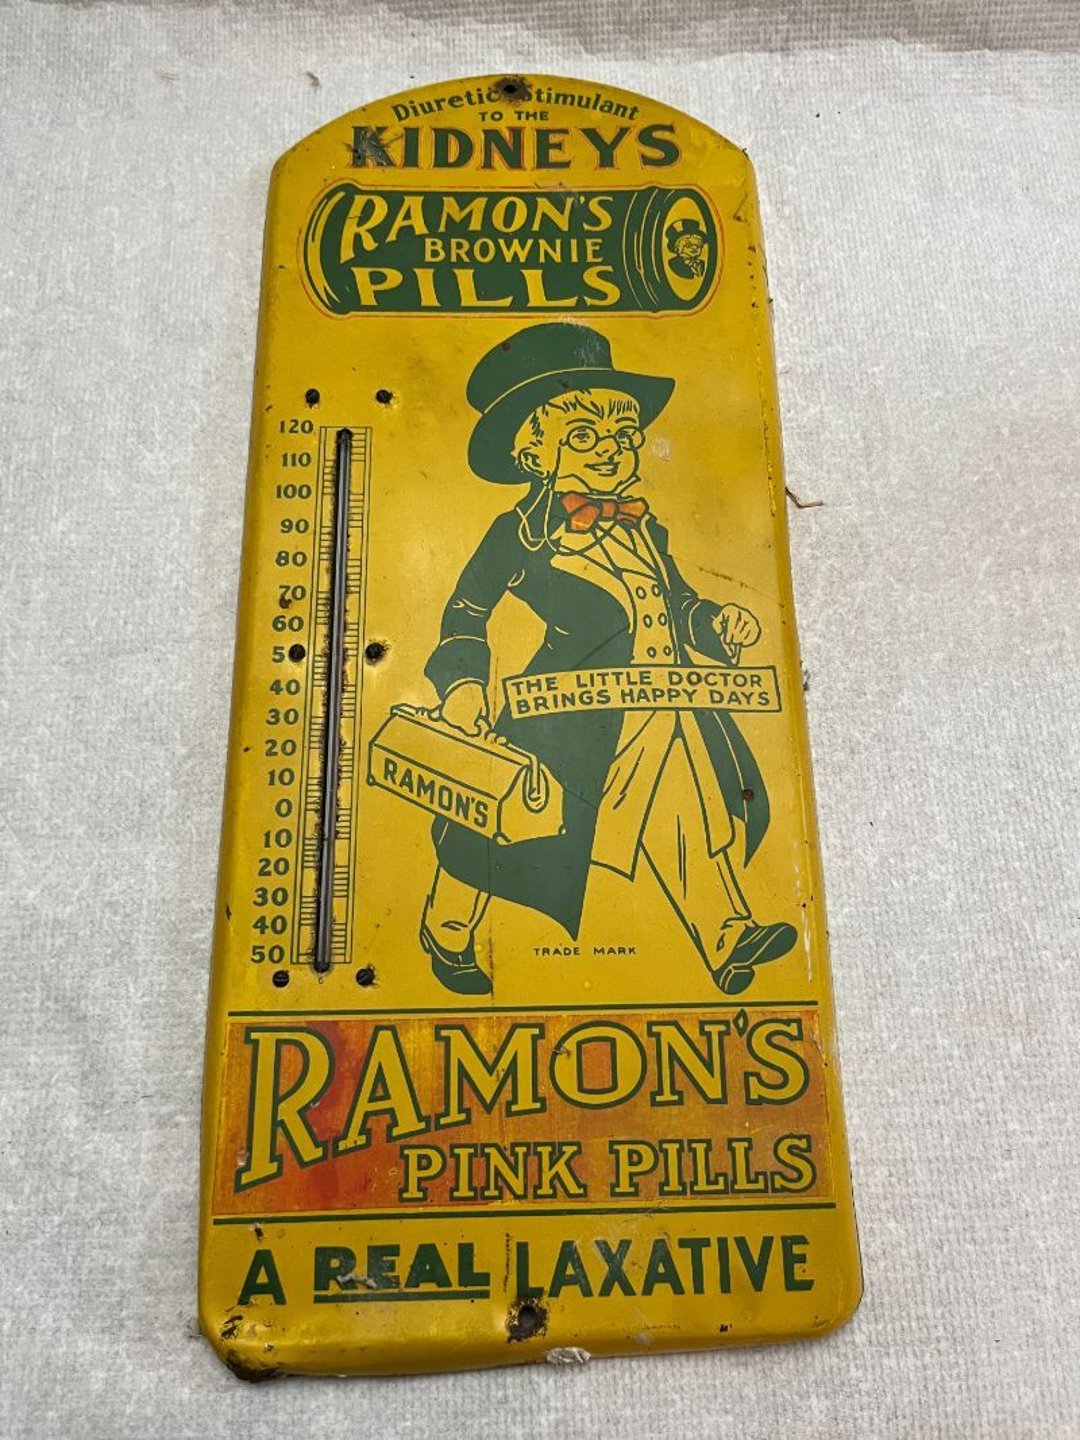 Diuretic Stimulant
TO THE
KIDNEYS
RAMON'S
BROWNIE
PILLS
120
110
100
90
80
70
60
50
40
30
20
10
0
10
20
30
40
50
THE LITTLE DOCTOR
BRINGS HAPPY DAYS
RAMON'S
TRADE MARK
RAMON'S
PINK PILLS
A REAL LAXATIVE